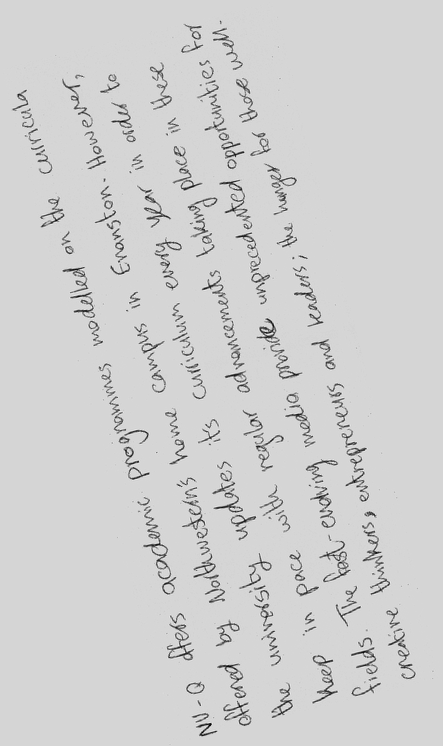 NU-Q offers academic programmes modelled on the curricula
offered by Northwestern's home campus in Evanston. However,
the university updates its curriculum every year in order to
keep in pace with regular advancements taking place in these
fields. The fast-evolving media provide unprecedented opportunities for
creative thinkers, entrepreneurs and leaders; the hunger for those well-